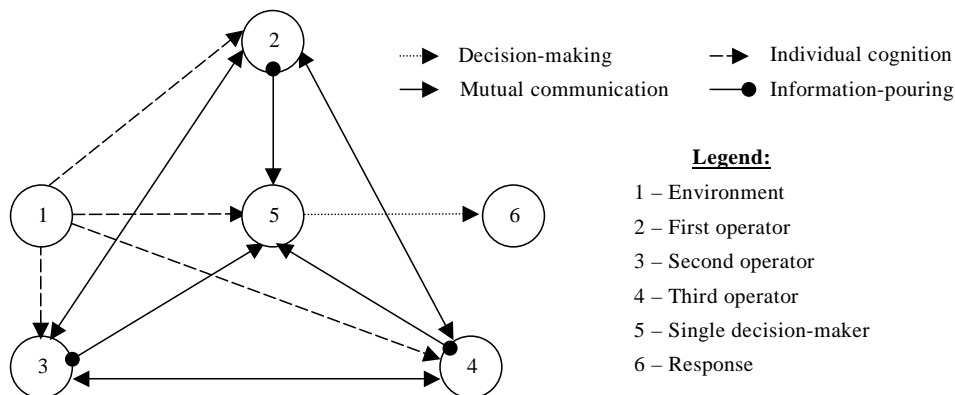 2
Decision-making
Individual cognition
Mutual communication
Information-pouring
Legend:
1 – Environment
1
5
6
2 – First operator
3 – Second operator
4 – Third operator
5 – Single decision-maker
3
4
6 – Response